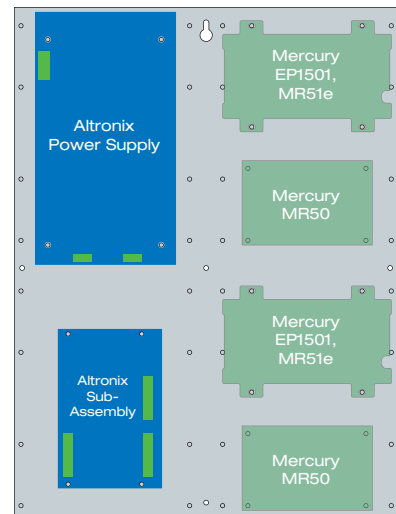 Altronix
Power Supply
Mercury
EP1501,
MR51e
Mercury
MR50
Altronix
Sub-
Assembly
Mercury
EP1501,
MR51e
Mercury
MR50